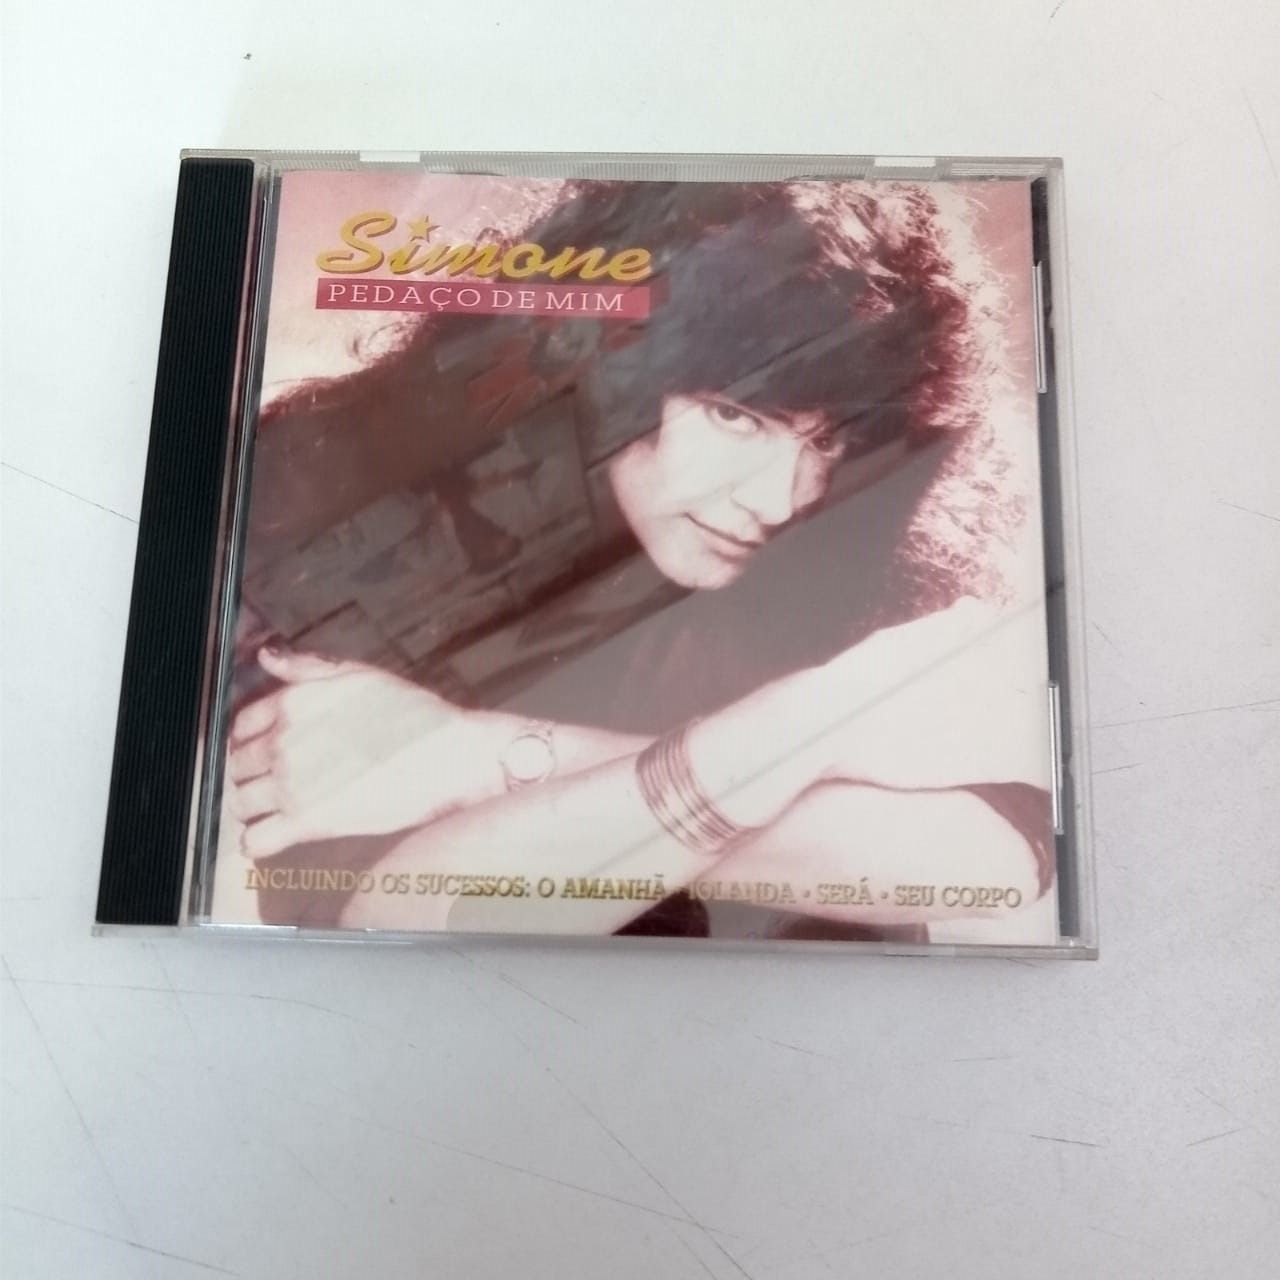 Simone
PEDAÇO DE MIM
INCLUINDO OS SUCESSOS: O AMANHÃ • IOLANDA • SERÁ • SEU CORPO